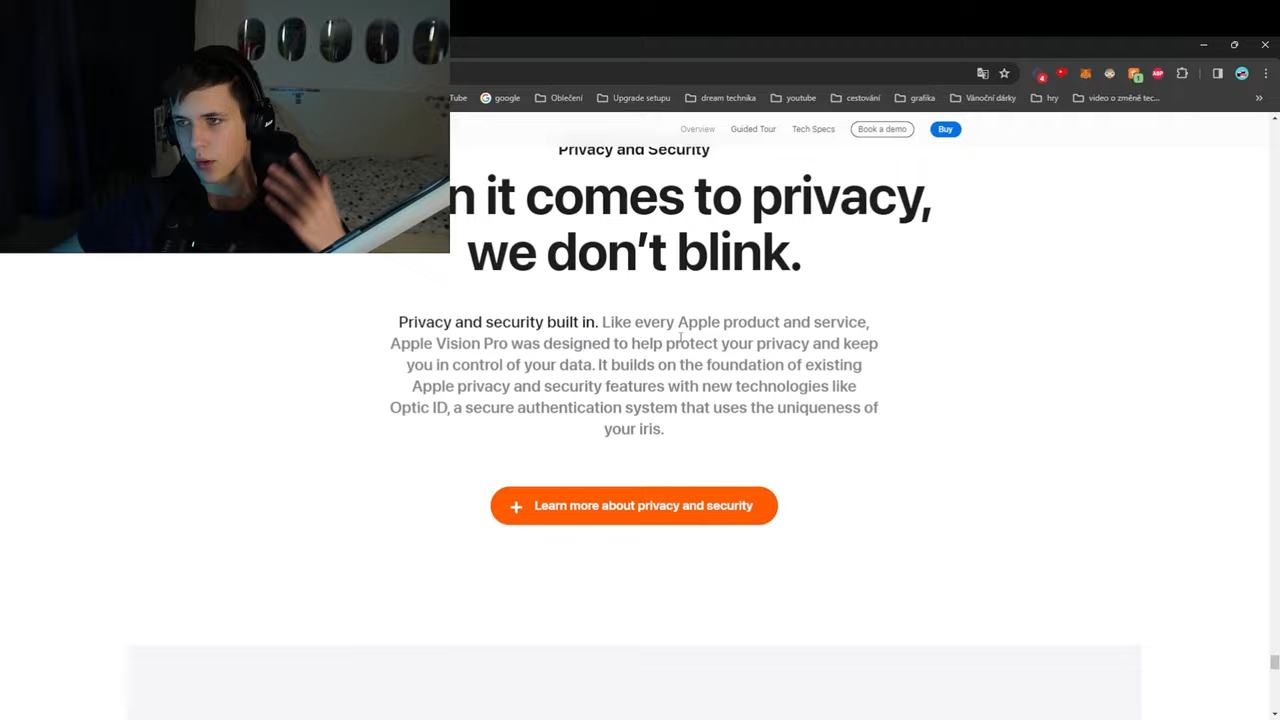 Tube google Oblečení Upgrade setupu dream technika youtube cestování grafika Vánoční dárky hry video o změně tec... »
Overview Guided Tour Tech Specs Book a demo Buy
Privacy and Security
n it comes to privacy,
we don’t blink.
Privacy and security built in. Like every Apple product and service,
Apple Vision Pro was designed to help protect your privacy and keep
you in control of your data. It builds on the foundation of existing
Apple privacy and security features with new technologies like
Optic ID, a secure authentication system that uses the uniqueness of
your iris.
+ Learn more about privacy and security